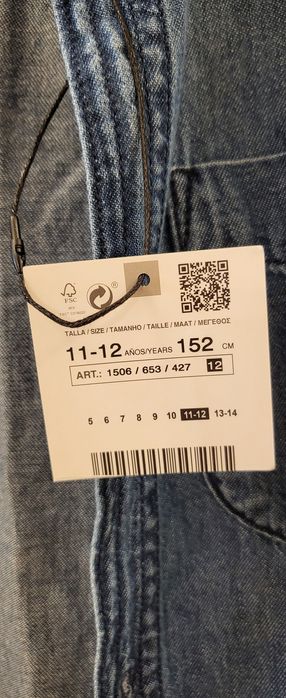 FSC
TALLA / SIZE / TAMANHO / TAILLE / MAAT / ΜΕΓΕΘΟΣ
11-12 AÑOS/YEARS 152 CM
ART.: 1506 / 653 / 427 12
5 6 7 8 9 10 11-12 13-14